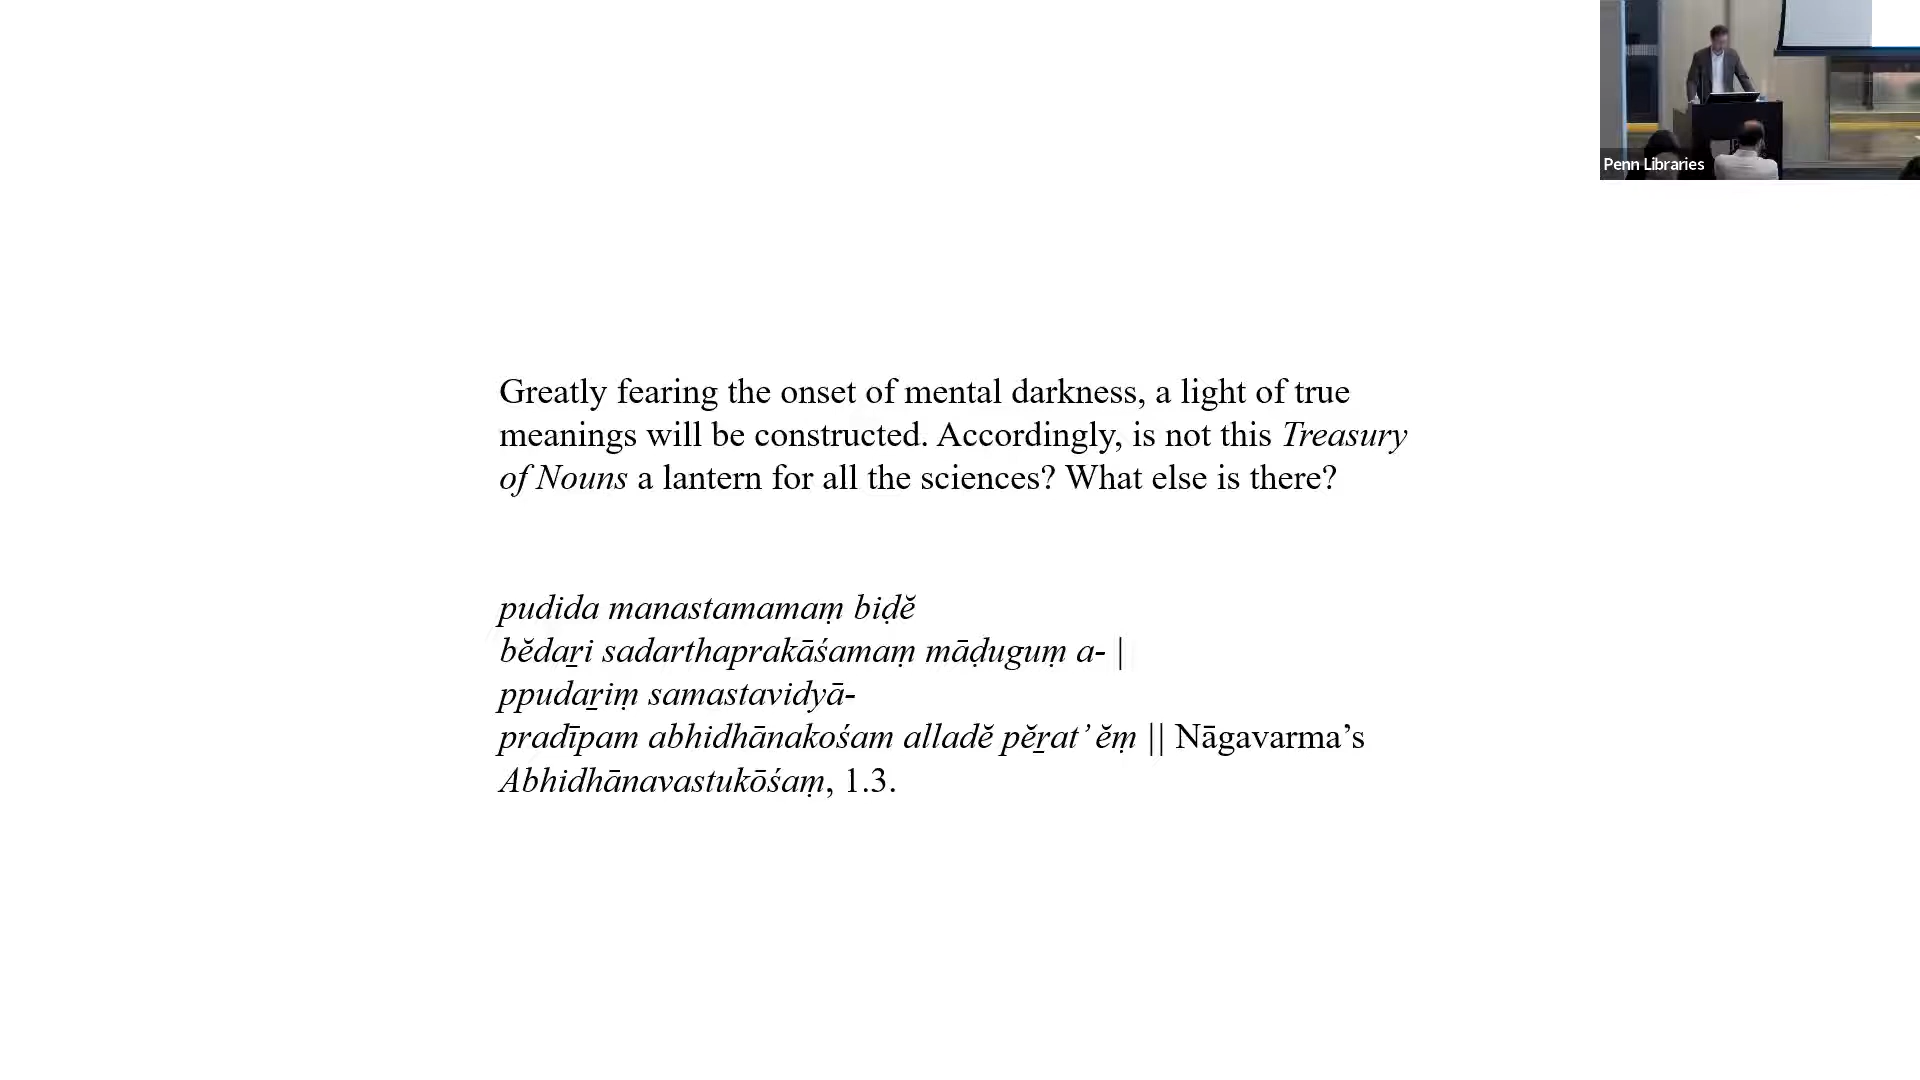 Greatly fearing the onset of mental darkness, a light of true
meanings will be constructed. Accordingly, is not this Treasury
of Nouns a lantern for all the sciences? What else is there?
pudida manastamamaṃ biḍĕ
bĕdaṟi sadarthaprakāśamaṃ māḍuguṃ a- |
ppudaṟiṃ samastavidyā-
pradīpam abhidhānakośam alladĕ pĕṟat’ ĕṃ || Nāgavarma’s
Abhidhānavastukōśaṃ, 1.3.
Penn Libraries